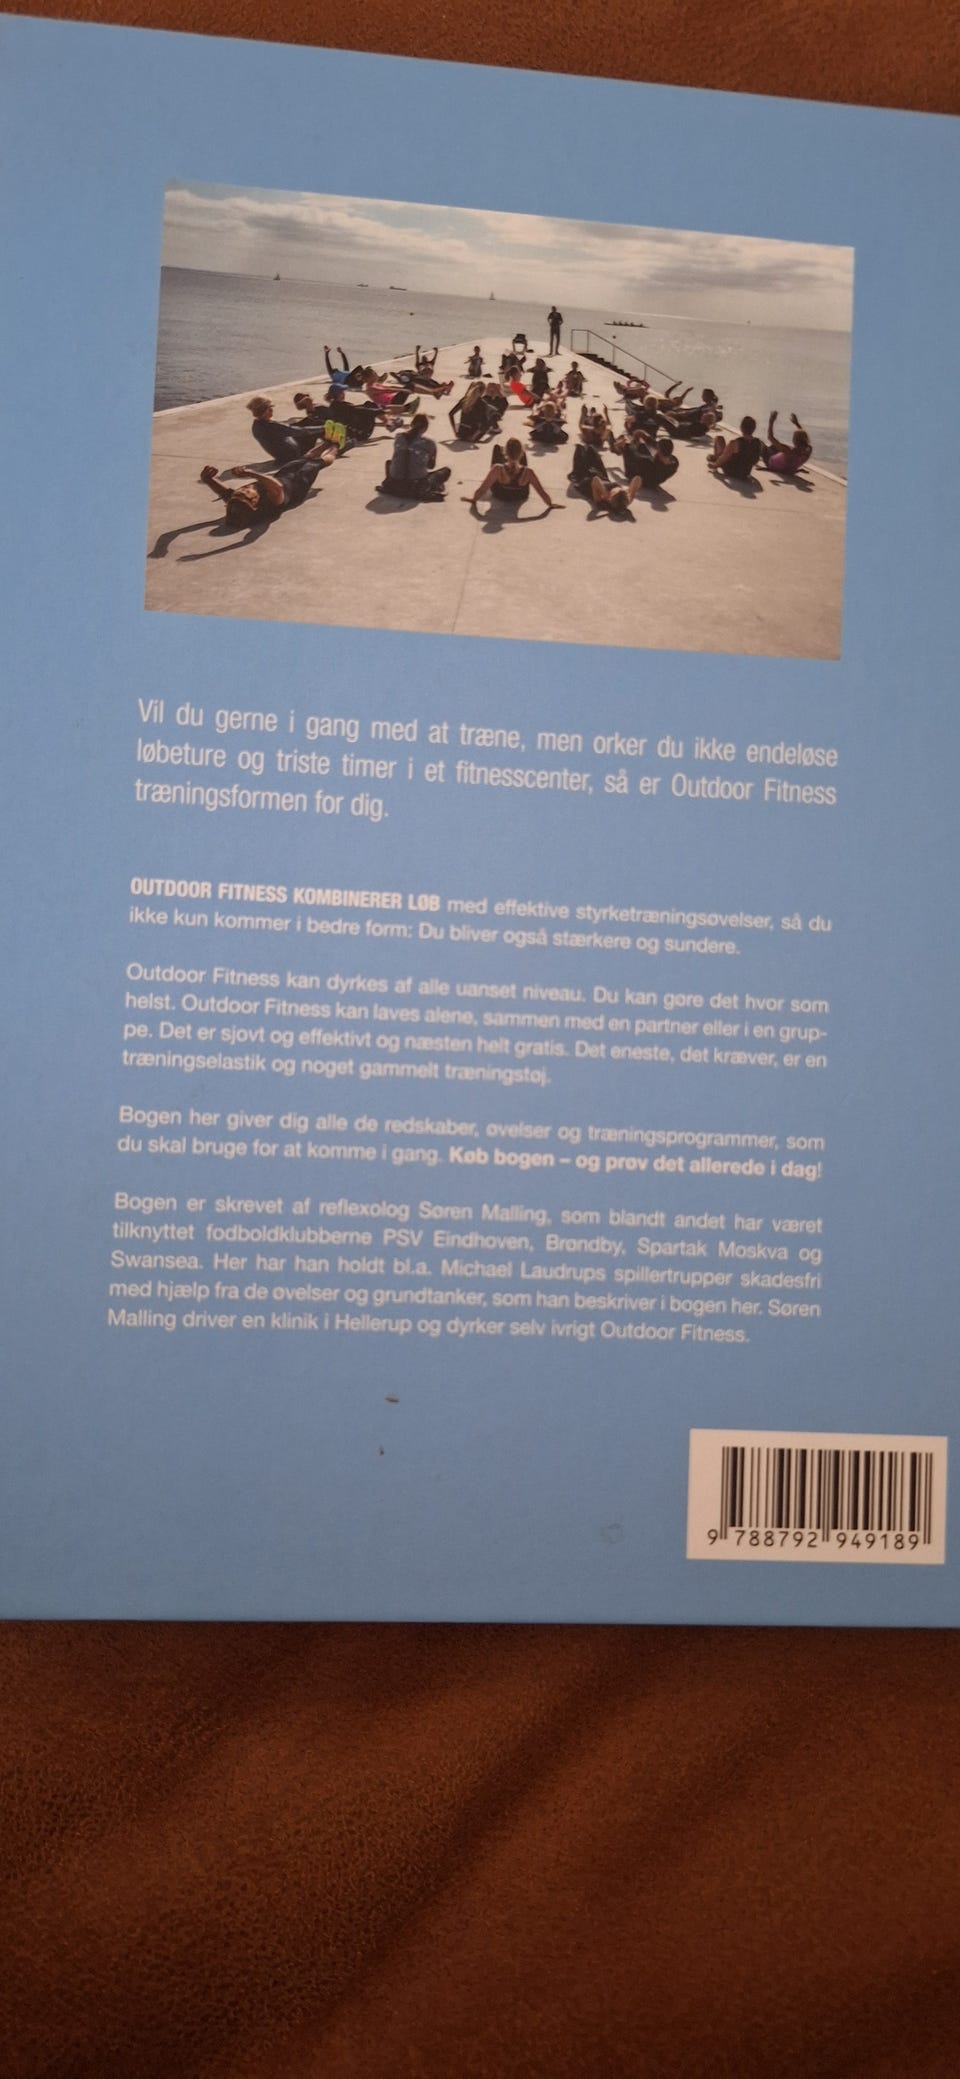 Vil du gerne i gang med at træne, men orker du ikke endeløse
løbeture og triste timer i et fitnesscenter, så er Outdoor Fitness
træningsformen for dig.
OUTDOOR FITNESS KOMBINERER LØB med effektive styrketræningsøvelser, så du
ikke kun kommer i bedre form: Du bliver også stærkere og sundere.
Outdoor Fitness kan dyrkes af alle uanset niveau. Du kan gøre det hvor som
helst. Outdoor Fitness kan laves alene, sammen med en partner eller i en grup-
pe. Det er sjovt og effektivt og næsten helt gratis. Det eneste, det kræver, er en
træningselastik og noget gammelt træningstøj.
Bogen her giver dig alle de redskaber, øvelser og træningsprogrammer, som
du skal bruge for at komme i gang. Køb bogen – og prøv det allerede i dag!
Bogen er skrevet af reflexolog Søren Malling, som blandt andet har været
tilknyttet fodboldklubberne PSV Eindhoven, Brøndby, Spartak Moskva og
Swansea. Her har han holdt bl.a. Michael Laudrups spillertrupper skadesfri
med hjælp fra de øvelser og grundtanker, som han beskriver i bogen her. Søren
Malling driver en klinik i Hellerup og dyrker selv ivrigt Outdoor Fitness.
9 788792 949189